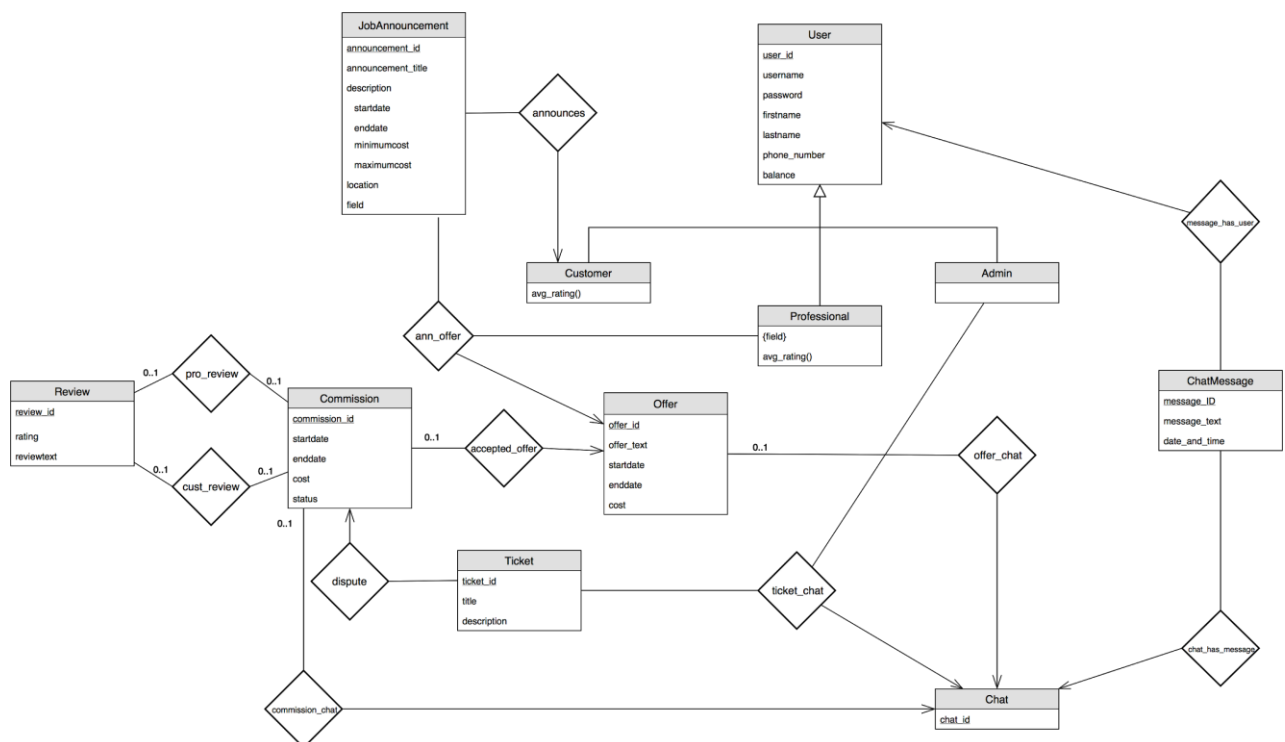 JobAnnouncement
announcement_id
announcement_title
description
startdate
enddate
minimumcost
maximumcost
location
field
announces
User
user_id
username
password
firstname
lastname
phone_number
balance
message_has_user
Customer
avg_rating()
Admin
Professional
{field}
avg_rating()
ann_offer
pro_review
0..1
0..1
Review
review_id
rating
reviewtext
cust_review
0..1
0..1
Commission
commission_id
startdate
enddate
cost
status
0..1
0..1
accepted_offer
Offer
offer_id
offer_text
startdate
enddate
cost
0..1
offer_chat
ChatMessage
message_ID
message_text
date_and_time
dispute
Ticket
ticket_id
title
description
ticket_chat
chat_has_message
commission_chat
Chat
chat_id